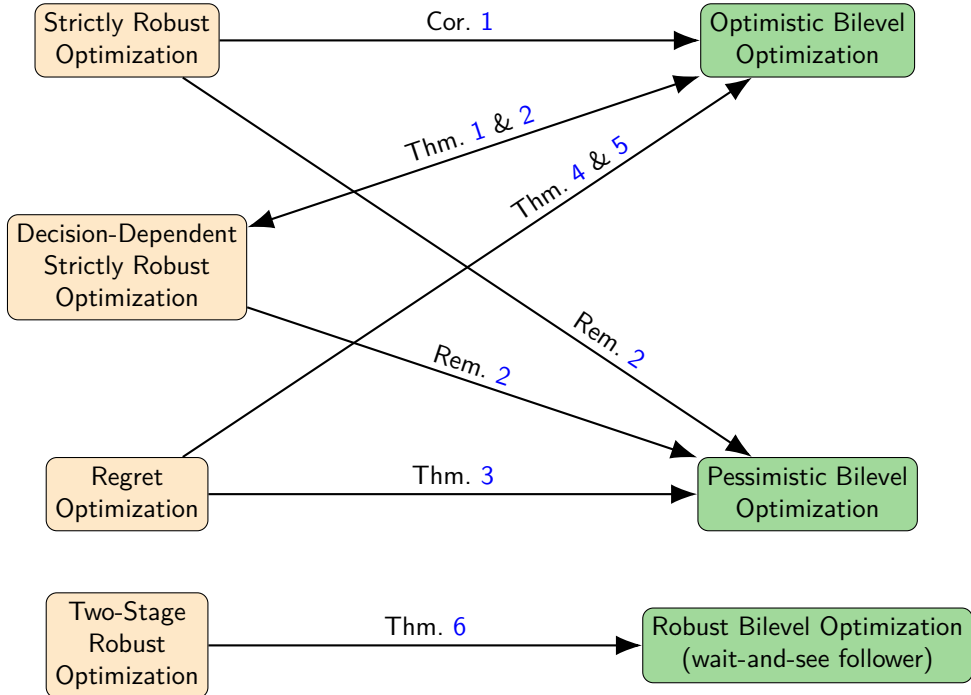 Strictly Robust
Optimization
Cor. 1
Optimistic Bilevel
Optimization
Thm. 1 & 2
Thm. 4 & 5
Decision-Dependent
Strictly Robust
Optimization
Rem. 2
Rem. 2
Regret
Optimization
Thm. 3
Pessimistic Bilevel
Optimization
Two-Stage
Robust
Optimization
Thm. 6
Robust Bilevel Optimization
(wait-and-see follower)